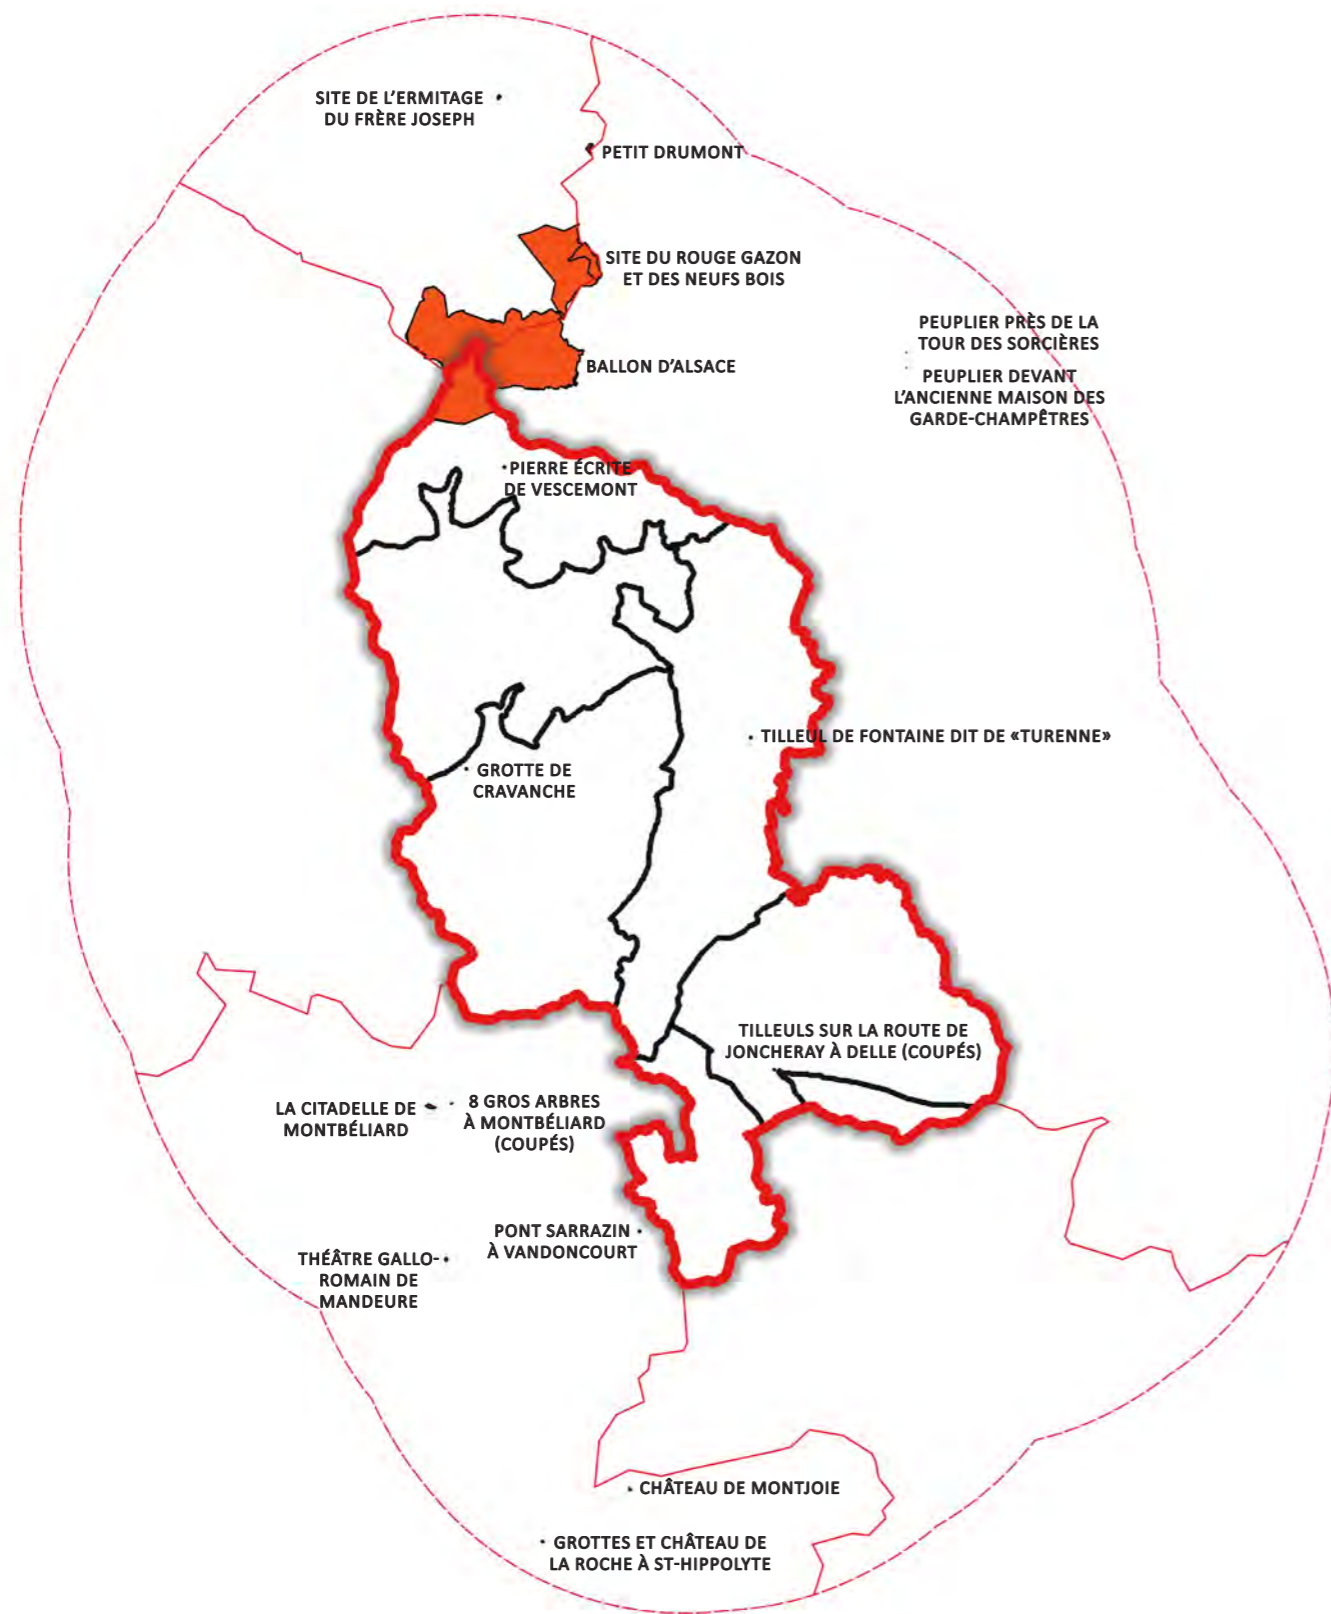 SITE DE L'ERMITAGE
DU FRÈRE JOSEPH
PETIT DRUMONT
SITE DU ROUGE GAZON
ET DES NEUFS BOIS
PEUPLIER PRÈS DE LA
TOUR DES SORCIÈRES
BALLON D'ALSACE
PEUPLIER DEVANT
L'ANCIENNE MAISON DES
GARDE-CHAMPÊTRES
PIERRE ÉCRITE
DE VESCEMONT
TILLEUL DE FONTAINE DIT DE «TURENNE»
GROTTE DE
CRAVANCHE
TILLEULS SUR LA ROUTE DE
JONCHERAY À DELLE (COUPÉS)
LA CITADELLE DE
MONTBÉLIARD
8 GROS ARBRES
À MONTBÉLIARD
(COUPÉS)
PONT SARRAZIN
À VANDONCOURT
THÉÂTRE GALLO-
ROMAIN DE
MANDEURE
CHÂTEAU DE MONTJOIE
GROTTES ET CHÂTEAU DE
LA ROCHE À ST-HIPPOLYTE